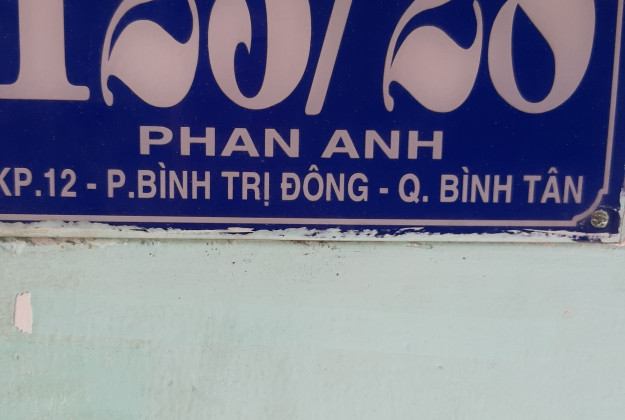 PHAN ANH
KP.12 - P.BÌNH TRỊ ĐÔNG - Q. BÌNH TÂN